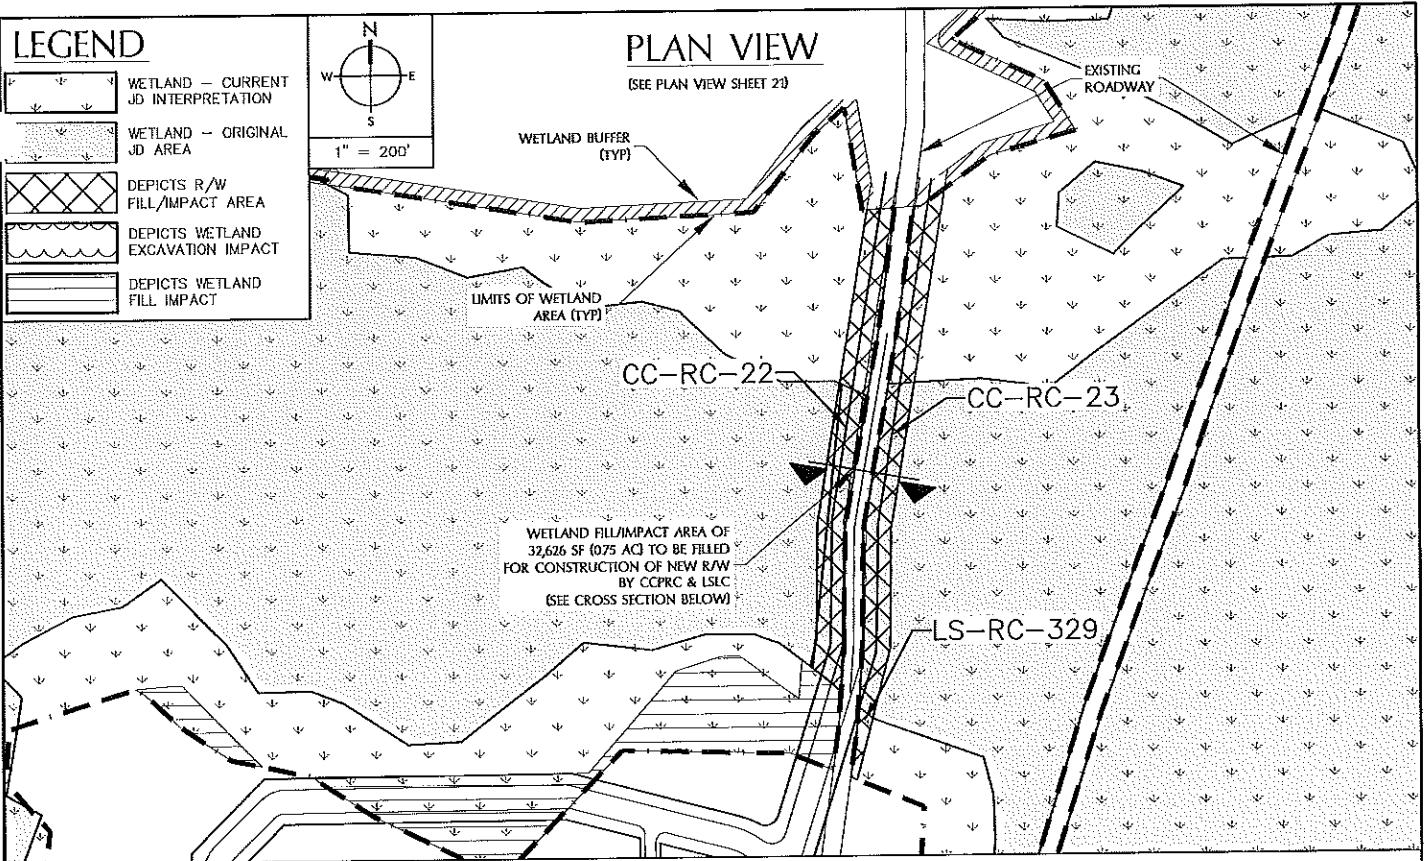 LEGEND
WETLAND - CURRENT
JD INTERPRETATION
WETLAND - ORIGINAL
JD AREA
DEPICTS R/W
FILL/IMPACT AREA
DEPICTS WETLAND
EXCAVATION IMPACT
DEPICTS WETLAND
FILL IMPACT
N
W
E
S
1" = 200'
PLAN VIEW
(SEE PLAN VIEW SHEET 21)
EXISTING
ROADWAY
WETLAND BUFFER
(TYP)
LIMITS OF WETLAND
AREA (TYP)
CC-RC-22
CC-RC-23
WETLAND FILL/IMPACT AREA OF
32,626 SF (0.75 AC) TO BE FILLED
FOR CONSTRUCTION OF NEW R/W
BY CCPRC & LSLC
(SEE CROSS SECTION BELOW)
LS-RC-329